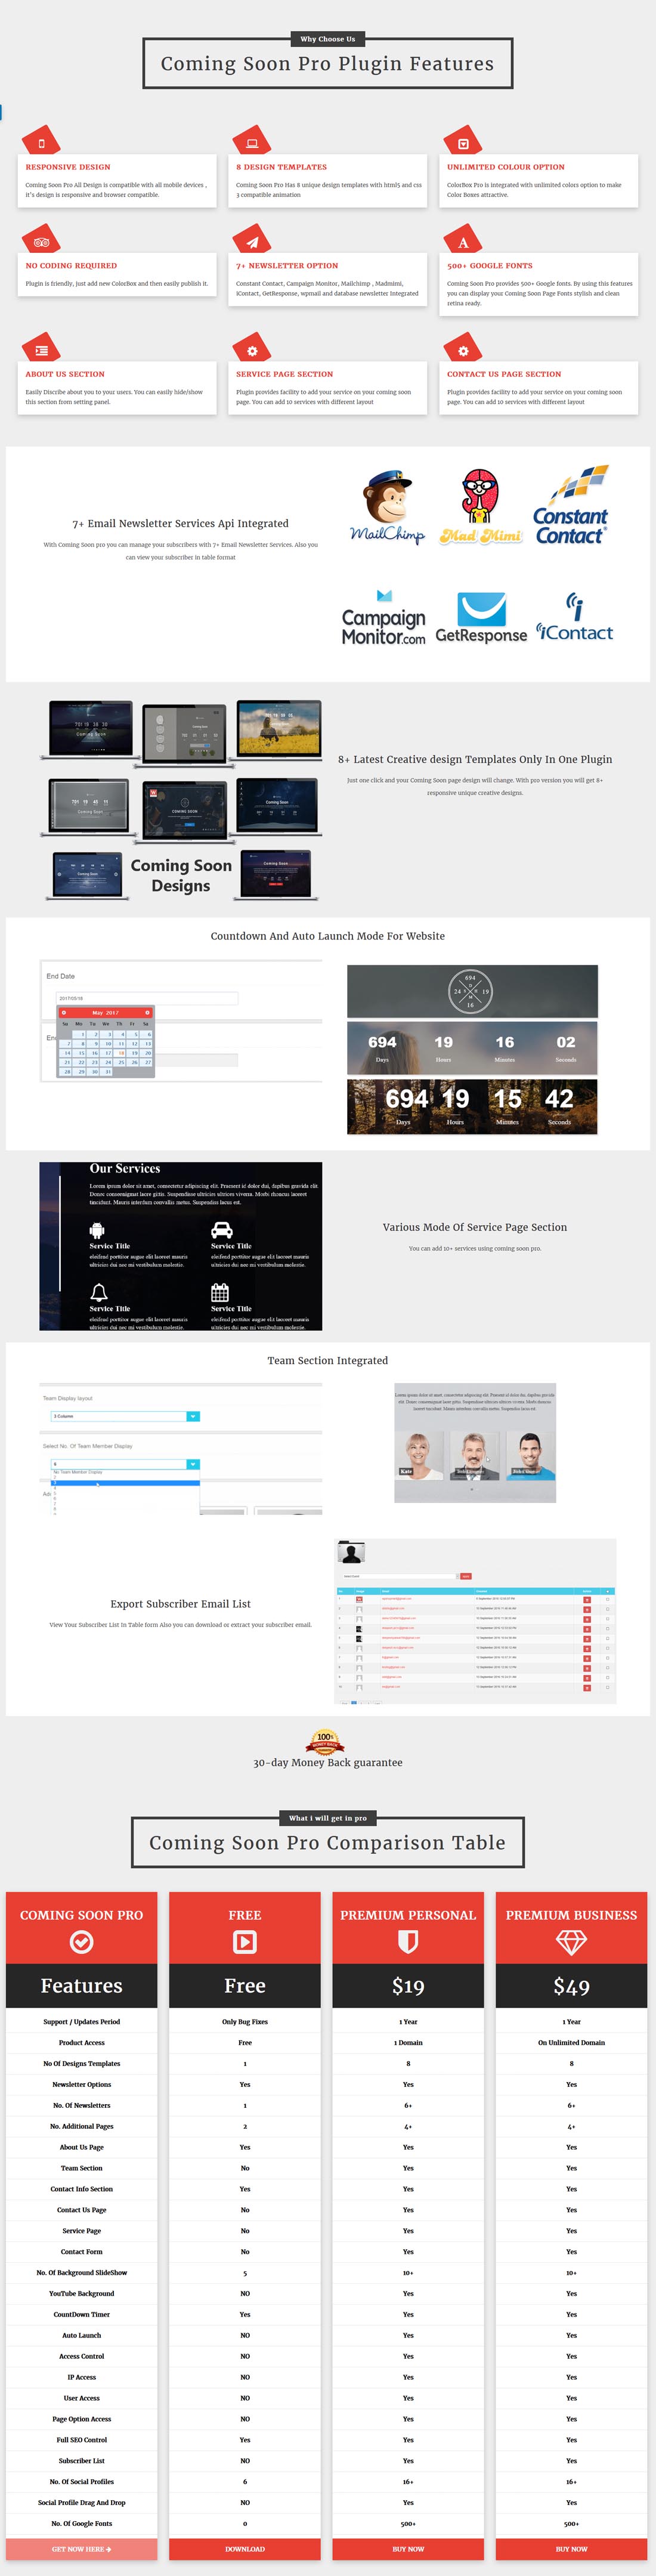 Why Choose Us
Coming Soon Pro Plugin Features
RESPONSIVE DESIGN
Coming Soon Pro All Design is compatible with all mobile devices ,
it's design is responsive and browser compatible.
8 DESIGN TEMPLATES
Coming Soon Pro Has 8 unique design templates with html5 and css
3 compatible animation
UNLIMITED COLOUR OPTION
ColorBox Pro is integrated with unlimited colors option to make
Color Boxes attractive.
NO CODING REQUIRED
Plugin is friendly, just add new ColorBox and then easily publish it.
7+ NEWSLETTER OPTION
Constant Contact, Campaign Monitor, Mailchimp , Madmimi,
iContact, GetResponse, wpmail and database newsletter Integrated
A
500+ GOOGLE FONTS
Coming Soon Pro provides 500+ Google fonts. By using this features
you can display your Coming Soon Page Fonts stylish and clean
retina ready.
ABOUT US SECTION
Easily Discribe about you to your users. You can easily hide/show
this section from setting panel.
SERVICE PAGE SECTION
Plugin provides facility to add your service on your coming soon
page. You can add 10 services with different layout
CONTACT US PAGE SECTION
Plugin provides facility to add your service on your coming soon
page. You can add 10 services with different layout
7+ Email Newsletter Services Api Integrated
With Coming Soon pro you can manage your subscribers with 7+ Email Newsletter Services. Also you
can view your subscriber in table format
MailChimp
Mad Mimi
Constant
Contact®
Campaign
Monitor.com
GetResponse
iContact
8+ Latest Creative design Templates Only In One Plugin
Just one click and your Coming Soon page design will change, With pro version you will get 8+
responsive unique creative designs.
Coming Soon
Designs
Countdown And Auto Launch Mode For Website
End Date
2017/05/18
May 2017
Su Mo Tu We Th Fr Sa
1 2 3 4 5 6
7 8 9 10 11 12 13
14 15 16 17 18 19 20
21 22 23 24 25 26 27
28 29 30 31
694
24 19
16
694 19 16 02
Days Hours Minutes Seconds
694 19 15 42
Days Hours Minutes Seconds
Our Services
Lorem ipsum dolor sit amet, consectetur adipiscing elit. Praesent id dolor dui, dapibus gravida elit.
Donec consequat laore gittis. Suspendisse ultricies ultrices viverra. Morbi rhoncus laoreet
tincidunt. Mauris interdum convallis metus. Suspendisse lacus est.
Service Title
Service Title
eleifend porttitor augue elit laoreet mauris
ultricies dui nec mi vestibulum molestie.
eleifend porttitor augue elit laoreet mauris
ultricies dui nec mi vestibulum molestie.
Service Title
Service Title
eleifend porttitor augue elit laoreet mauris
ultricies dui nec mi vestibulum molestie.
eleifend porttitor augue elit laoreet mauris
ultricies dui nec mi vestibulum molestie.
Various Mode Of Service Page Section
You can add 10+ services using coming soon pro.
Team Section Integrated
Team Display layout
3 Column
Select No. Of Team Member Display
No Team Member Display
Kate
Export Subscriber Email List
View Your Subscriber List In Table form Also you can download or extract your subscriber email.
100%
MONEY BACK
30-day Money Back guarantee
What i will get in pro
Coming Soon Pro Comparison Table
COMING SOON PRO FREE PREMIUM PERSONAL PREMIUM BUSINESS
Features Free $19 $49
Support / Updates Period Only Bug Fixes 1 Year 1 Year
Product Access Free 1 Domain On Unlimited Domain
No Of Designs Templates 1 8 8
Newsletter Options Yes Yes Yes
No. Of Newsletters 1 6+ 6+
No. Additional Pages 2 4+ 4+
About Us Page Yes Yes Yes
Team Section No Yes Yes
Contact Info Section Yes Yes Yes
Contact Us Page No Yes Yes
Service Page No Yes Yes
Contact Form No Yes Yes
No. Of Background SlideShow 5 10+ 10+
YouTube Background NO Yes Yes
CountDown Timer Yes Yes Yes
Auto Launch NO Yes Yes
Access Control NO Yes Yes
IP Access NO Yes Yes
User Access NO Yes Yes
Page Option Access NO Yes Yes
Full SEO Control Yes Yes Yes
Subscriber List NO Yes Yes
No. Of Social Profiles 6 16+ 16+
Social Profile Drag And Drop NO Yes Yes
No. Of Google Fonts 0 500+ 500+
GET NOW HERE DOWNLOAD BUY NOW BUY NOW